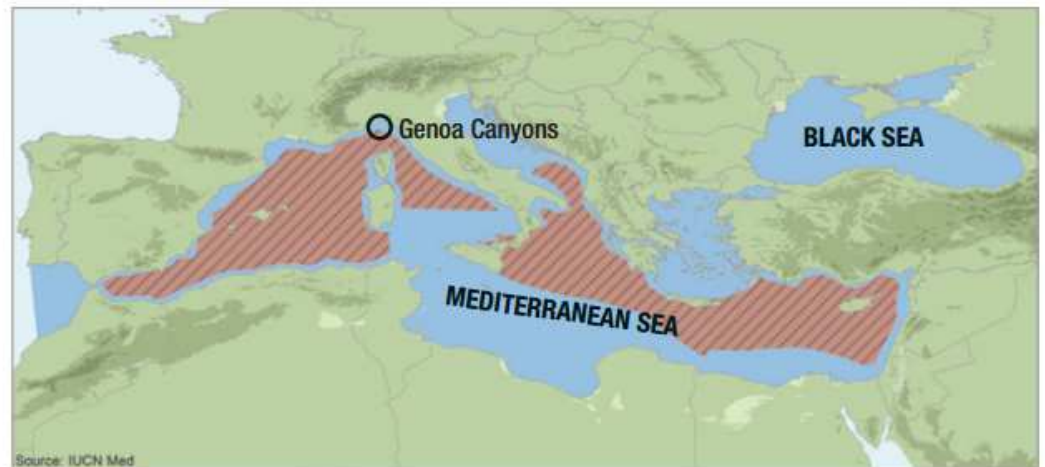 Genoa Canyons
BLACK SEA
MEDITERRANEAN SEA
Source: IUCN Med